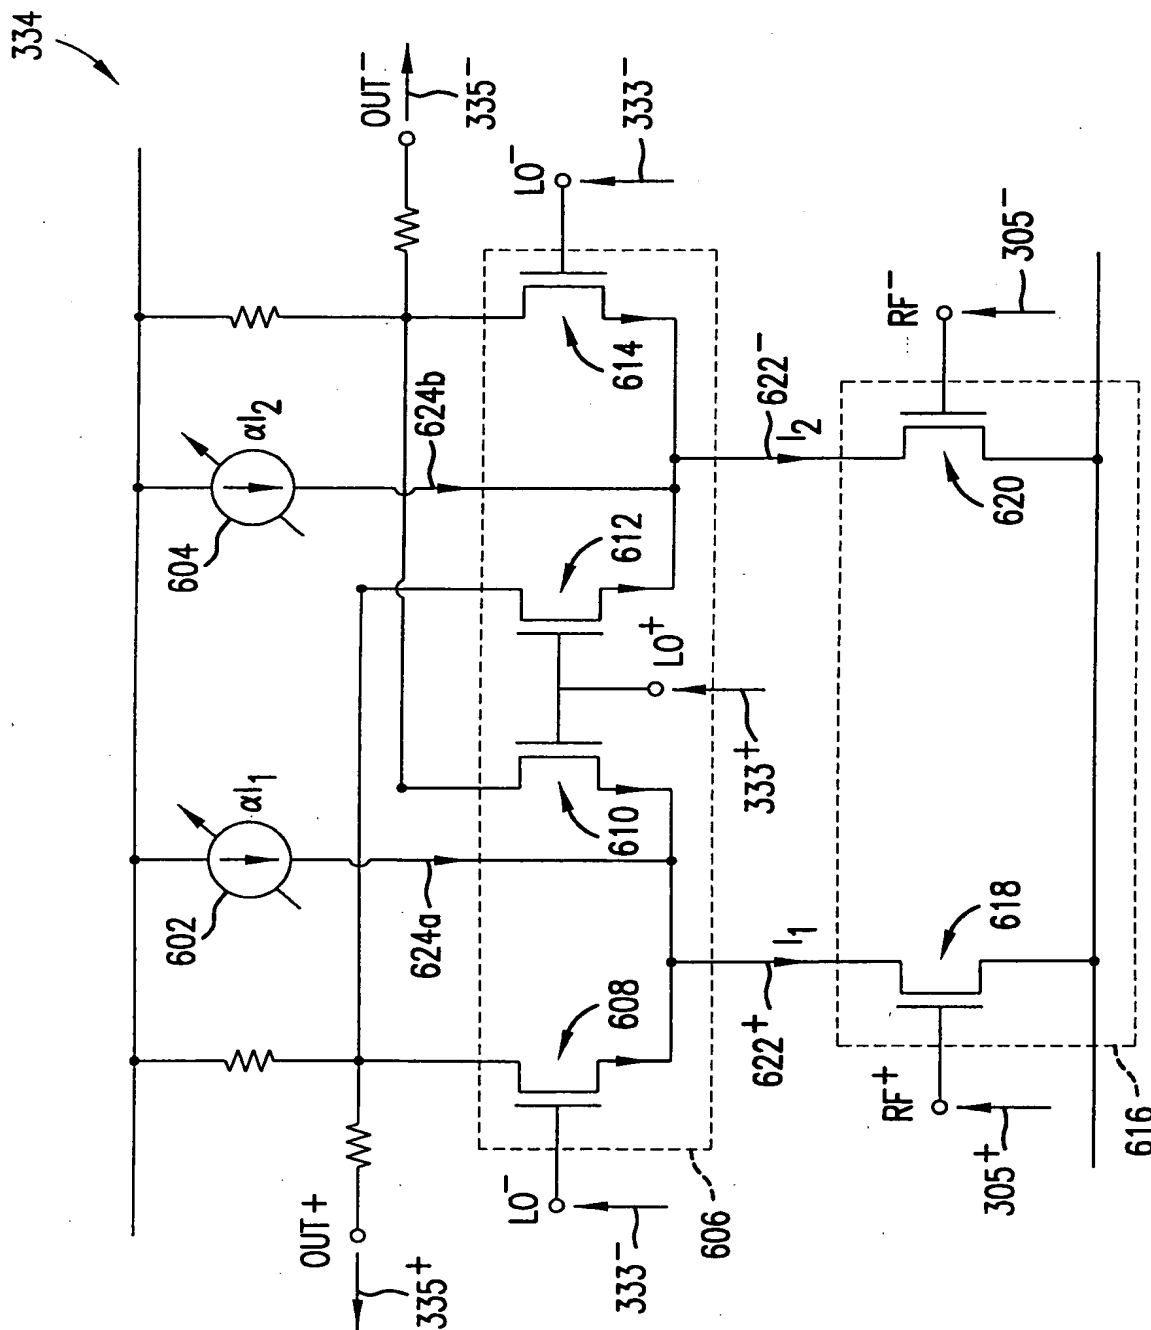 334
OUT⁻
335⁻
LO⁻
333⁻
αI₂
604
624b
614
612
LO⁺
333⁺
610
αI₁
602
624a
608
OUT+
335⁺
LO⁻
333⁻
606
I₂
622⁻
RF⁻
305⁻
620
I₁
622⁺
618
RF⁺
305⁺
616